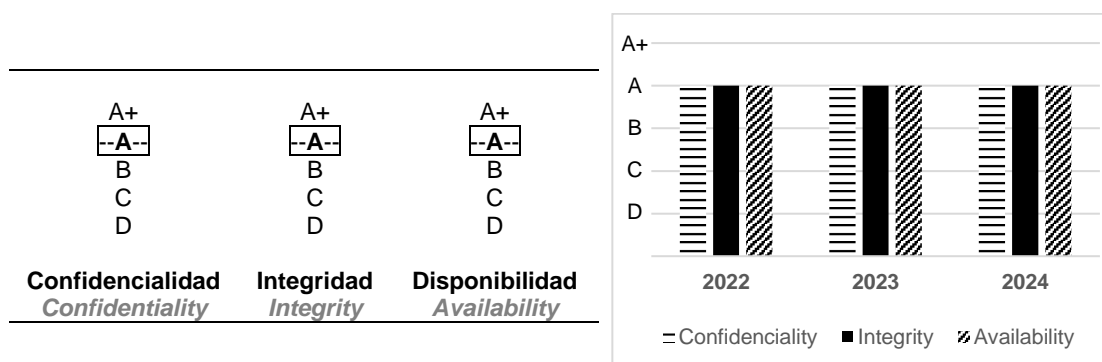 A+ A+ A+
--A-- --A-- --A--
B B B
C C C
D D D
Confidencialidad Integridad Disponibilidad
Confidentiality Integrity Availability
A+
A
B
C
D
2022 2023 2024
Confidenciality Integrity Availability